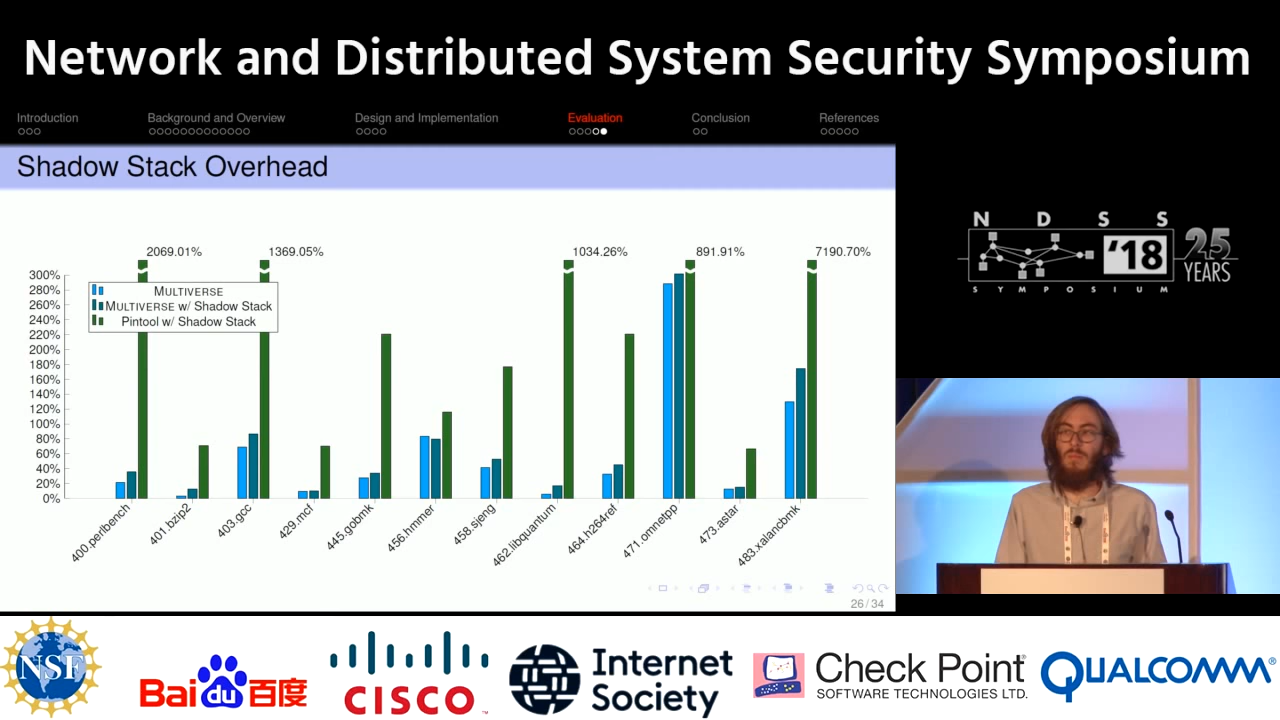 Network and Distributed System Security Symposium
Introduction Background and Overview Design and Implementation Evaluation Conclusion References
Shadow Stack Overhead
2069.01% 1369.05% 1034.26% 891.91% 7190.70%
300%
280%
260%
240%
220%
200%
180%
160%
140%
120%
100%
80%
60%
40%
20%
0%
MULTIVERSE
MULTIVERSE w/ Shadow Stack
Pintool w/ Shadow Stack
400.perlbench
401.bzip2
403.gcc
429.mcf
445.gobmk
456.hmmer
458.sjeng
462.libquantum
464.h264ref
471.omnetpp
473.astar
483.xalancbmk
26 / 34
N D S S
'18
25
YEARS
S Y M P O S I U M
NSF
Bai du 百度
CISCO
Internet
Society
Check Point
SOFTWARE TECHNOLOGIES LTD.
QUALCOMM®